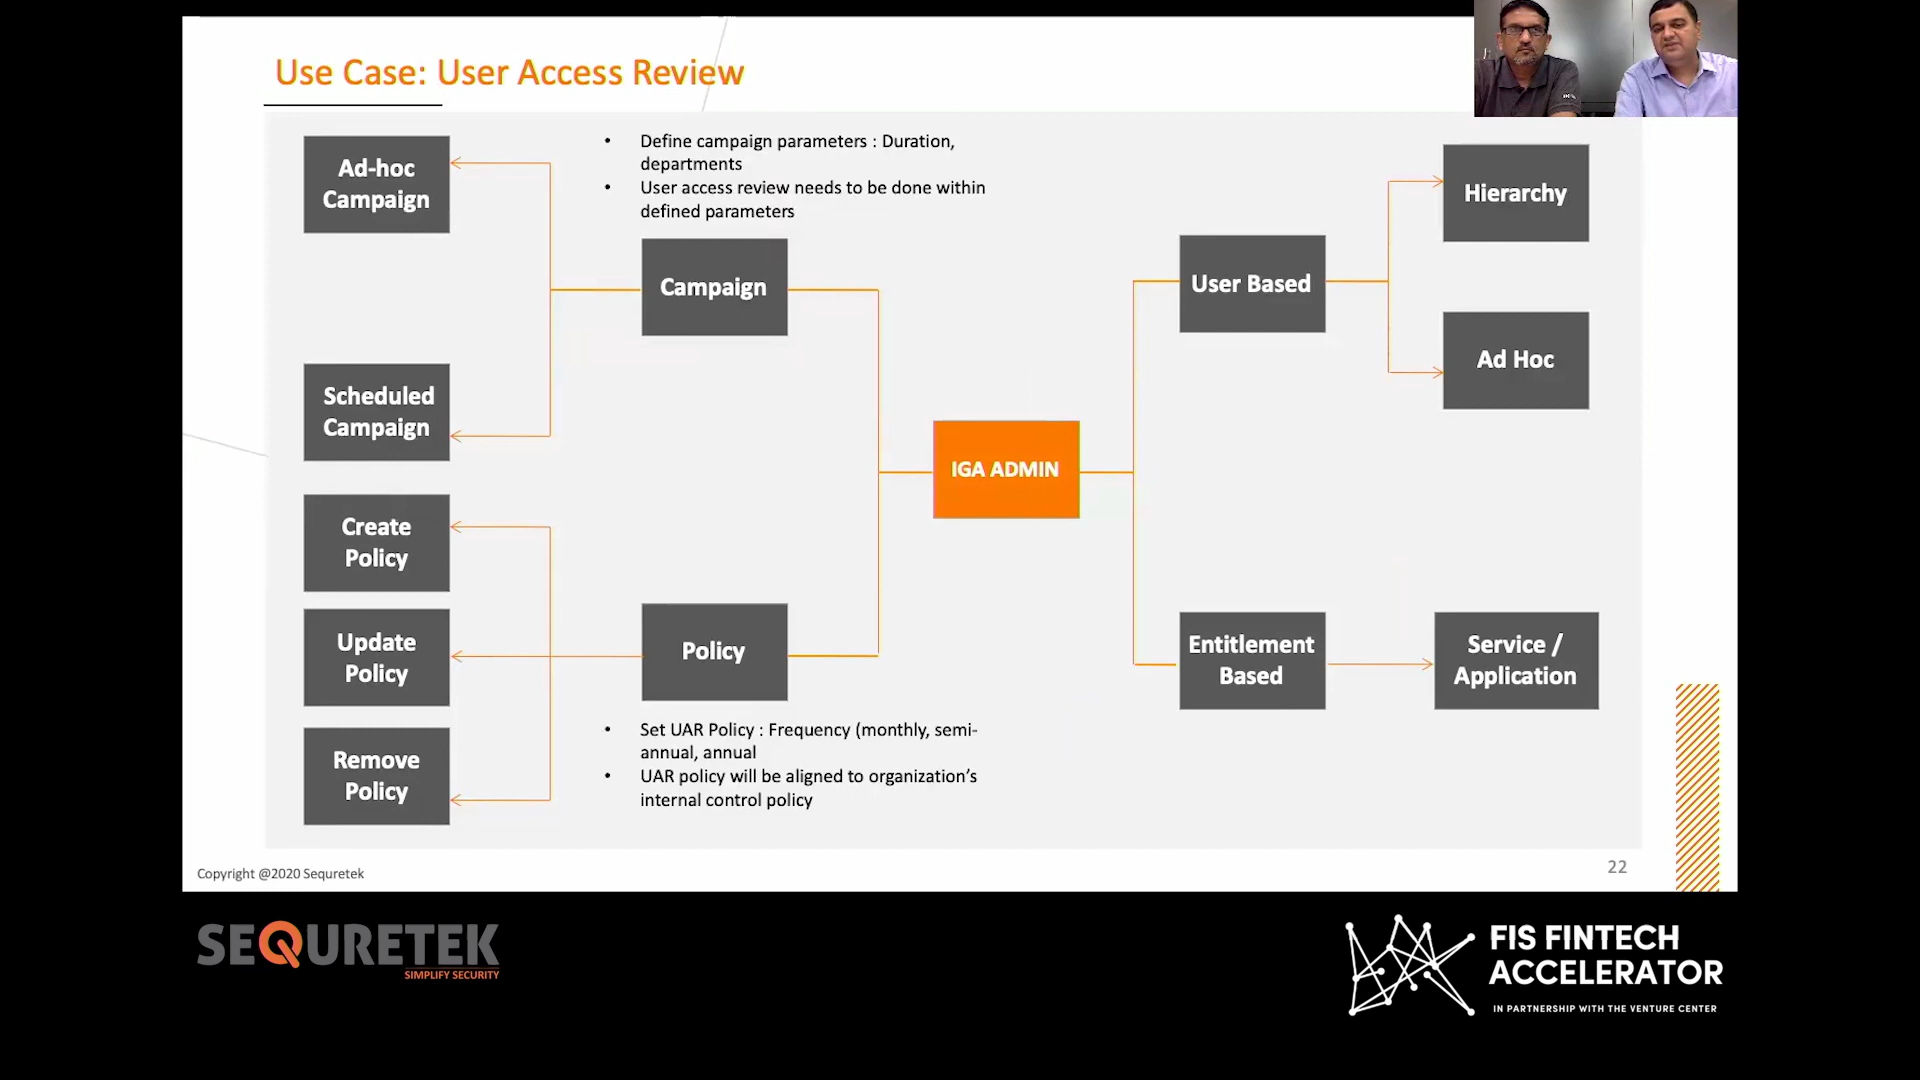 Use Case: User Access Review
Ad-hoc
Campaign
• Define campaign parameters : Duration,
departments
• User access review needs to be done within
defined parameters
Hierarchy
Campaign
User Based
Ad Hoc
Scheduled
Campaign
IGA ADMIN
Create
Policy
Update
Policy
Policy
Entitlement
Based
Service /
Application
Remove
Policy
• Set UAR Policy : Frequency (monthly, semi-
annual, annual
• UAR policy will be aligned to organization’s
internal control policy
Copyright @2020 Sequretek
22
SEQURETEK
SIMPLIFY SECURITY
FIS FINTECH
ACCELERATOR
IN PARTNERSHIP WITH THE VENTURE CENTER